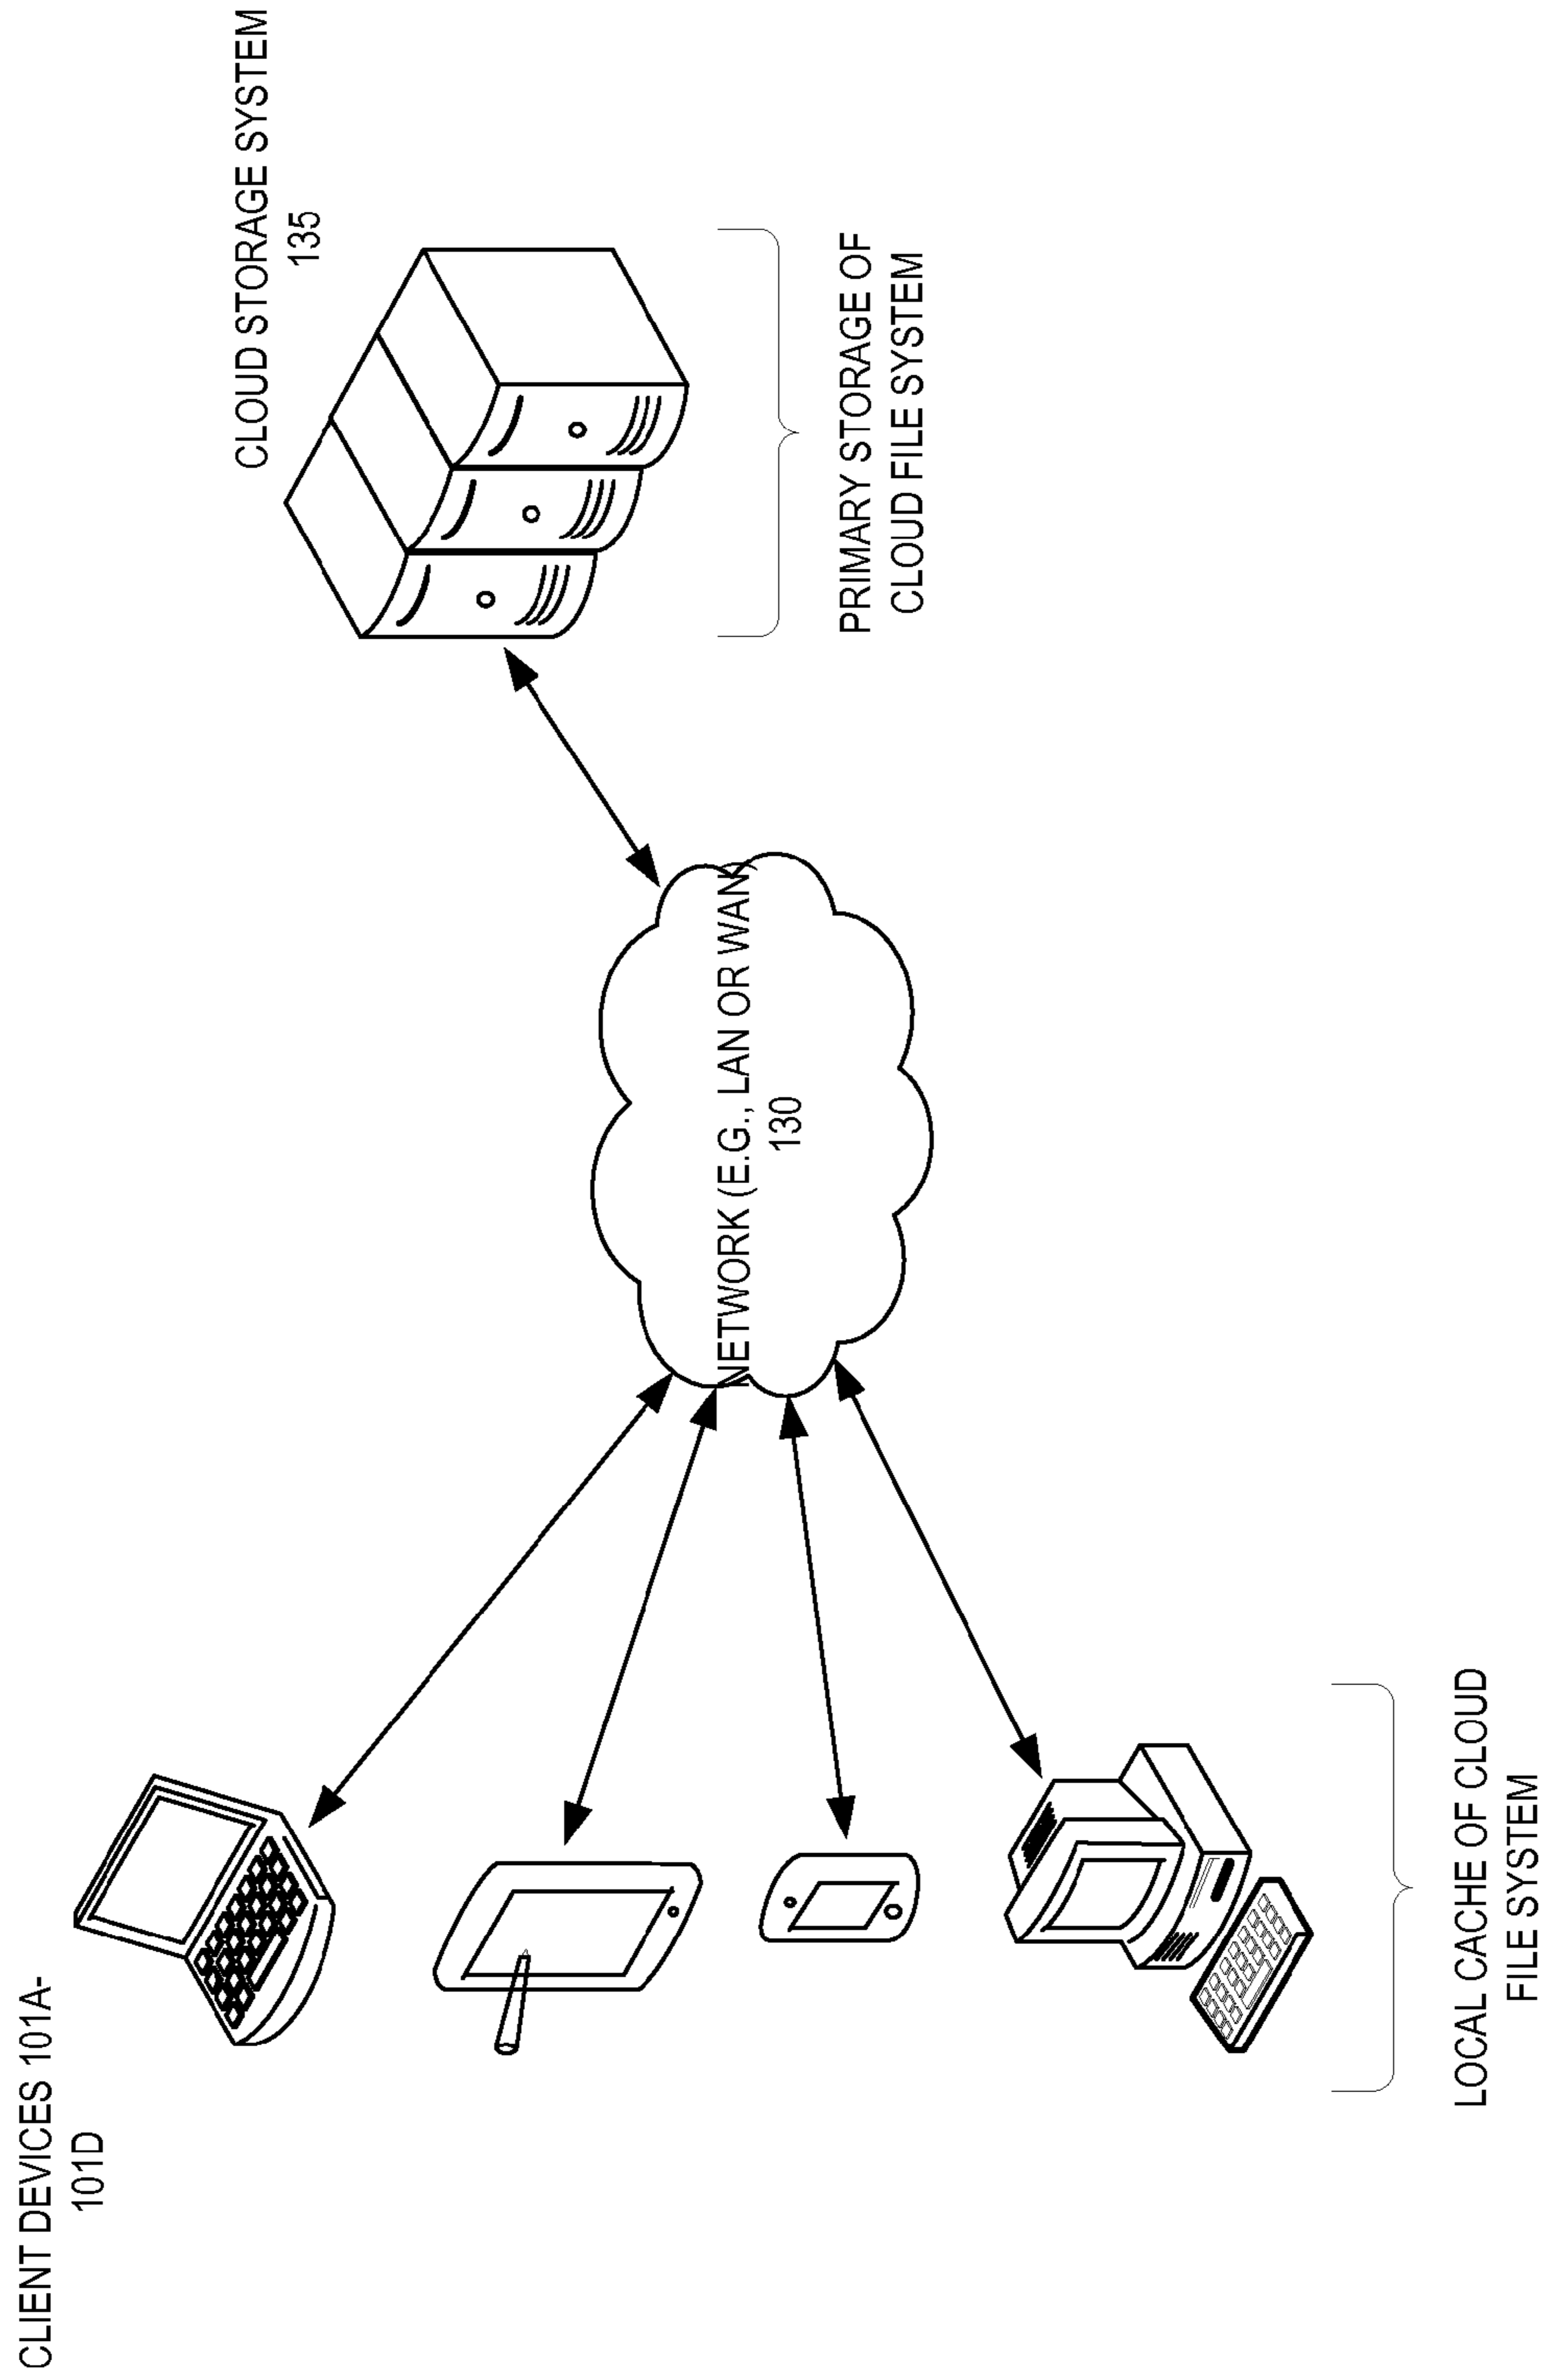 CLIENT DEVICES 101A-
101D
CLOUD STORAGE SYSTEM
135
NETWORK (E.G., LAN OR WAN)
130
PRIMARY STORAGE OF
CLOUD FILE SYSTEM
LOCAL CACHE OF CLOUD
FILE SYSTEM